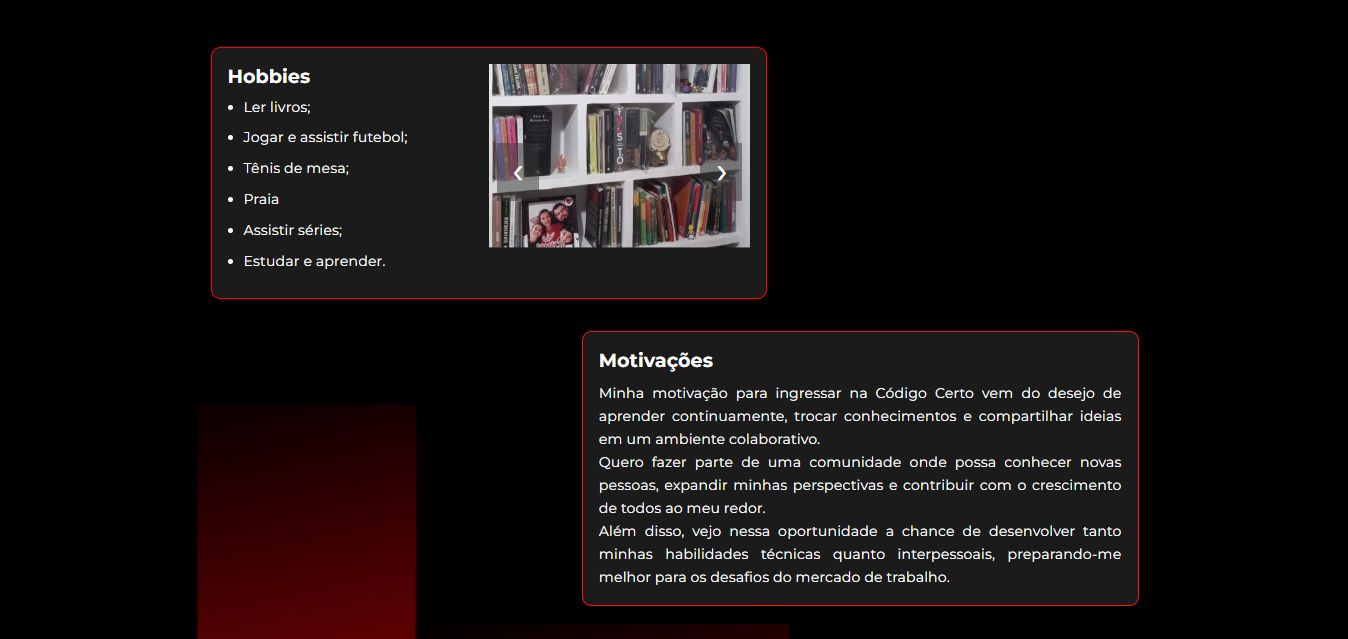 Hobbies
Ler livros;
Jogar e assistir futebol;
Tênis de mesa;
Praia
Assistir séries;
Estudar e aprender.
Motivações
Minha motivação para ingressar na Código Certo vem do desejo de
aprender continuamente, trocar conhecimentos e compartilhar ideias
em um ambiente colaborativo.
Quero fazer parte de uma comunidade onde possa conhecer novas
pessoas, expandir minhas perspectivas e contribuir com o crescimento
de todos ao meu redor.
Além disso, vejo nessa oportunidade a chance de desenvolver tanto
minhas habilidades técnicas quanto interpessoais, preparando-me
melhor para os desafios do mercado de trabalho.